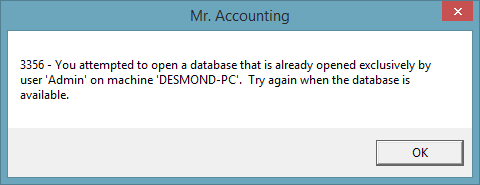 Mr. Accounting
3356 - You attempted to open a database that is already opened exclusively by
user 'Admin' on machine 'DESMOND-PC'.  Try again when the database is
available.
OK